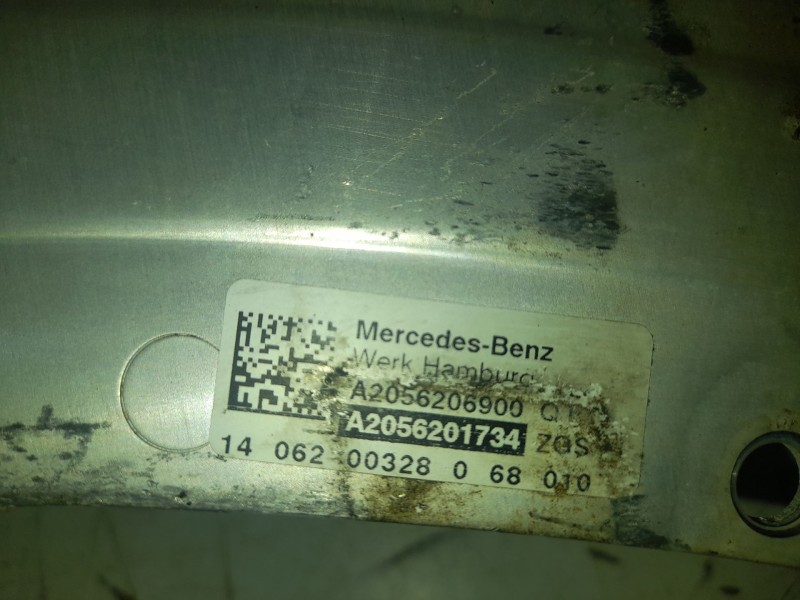 Mercedes-Benz
Werk Hamburg
A2056206900
A2056201734 ZGS
14 062 00328 0 68 010